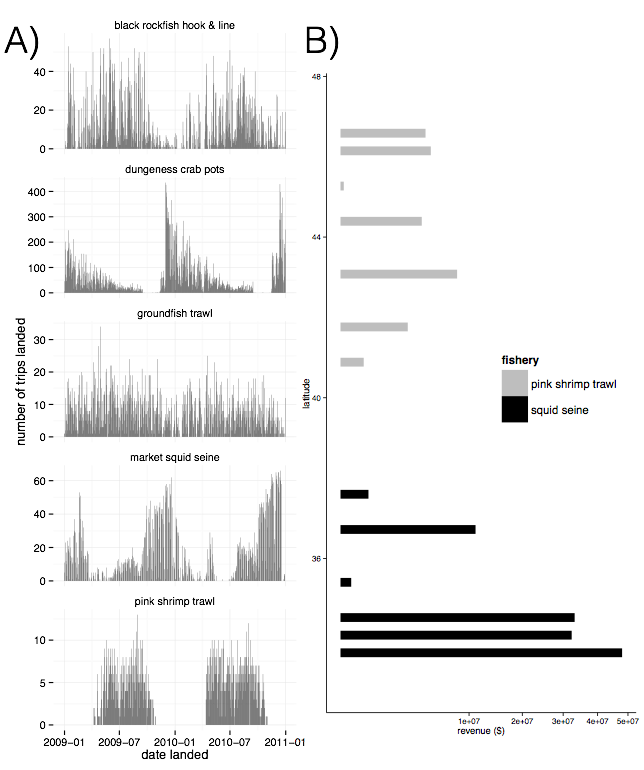 A)
black rockfish hook & line
40
20
0
dungeness crab pots
400
300
200
100
0
groundfish trawl
30
20
10
0
market squid seine
60
40
20
0
pink shrimp trawl
10
5
0
2009−01 2009−07 2010−01 2010−07 2011−01
date landed
number of trips landed
B)
48
44
40
36
latitude
fishery
pink shrimp trawl
squid seine
1e+07 2e+07 3e+07 4e+07 5e+07
revenue ($)